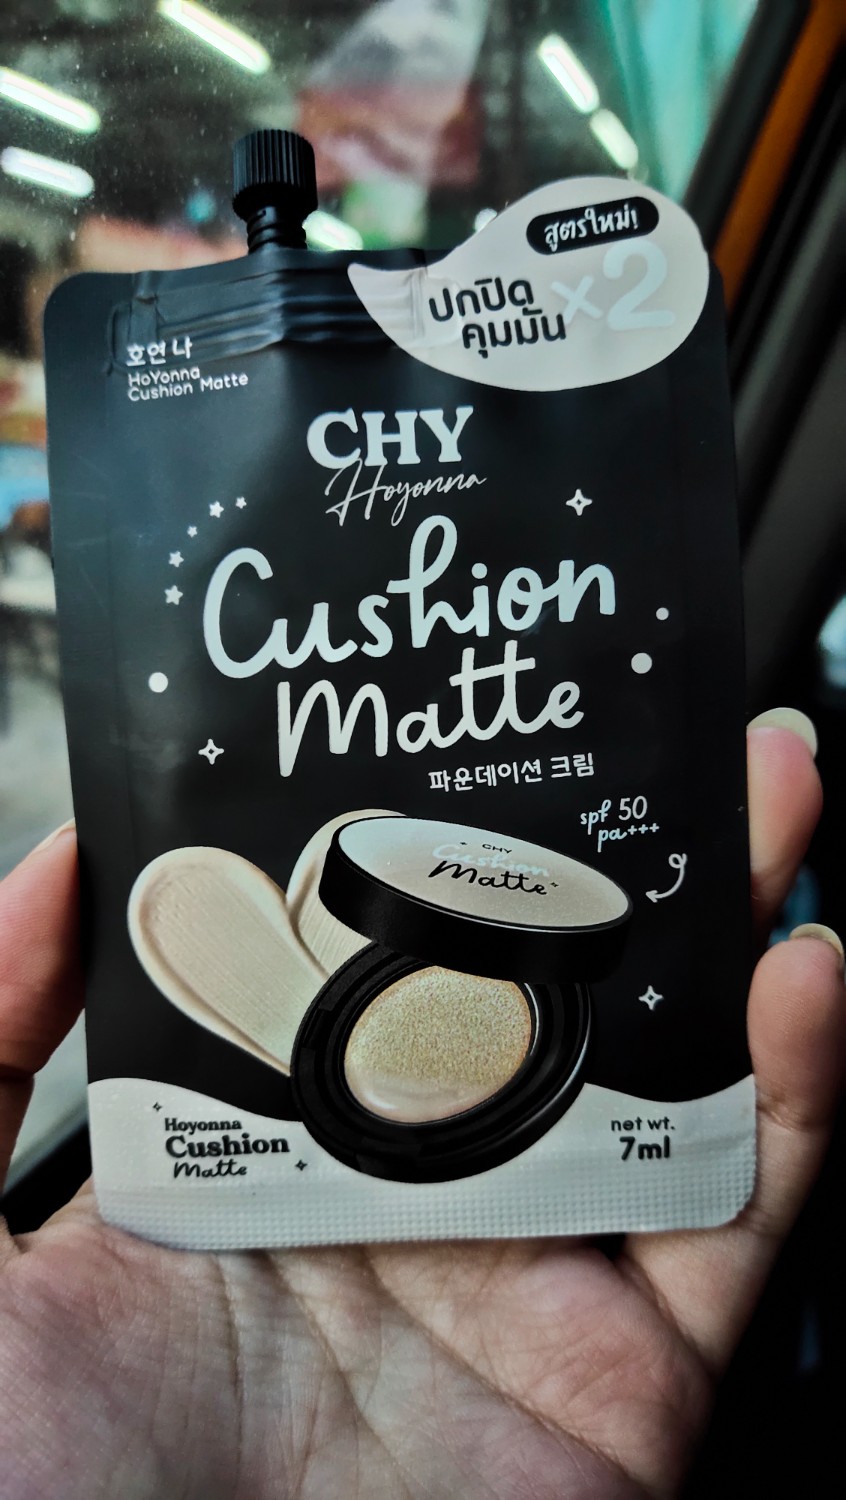 สูตรใหม่!
ปกปิด
คุมมัน
x2
호연나
HoYonna
Cushion Matte
CHY
Hoyonna
Cushion
Matte
파운데이션 크림
spf 50
pa+++
CHY
Cushion
Matte
Hoyonna
Cushion
Matte
net wt.
7ml